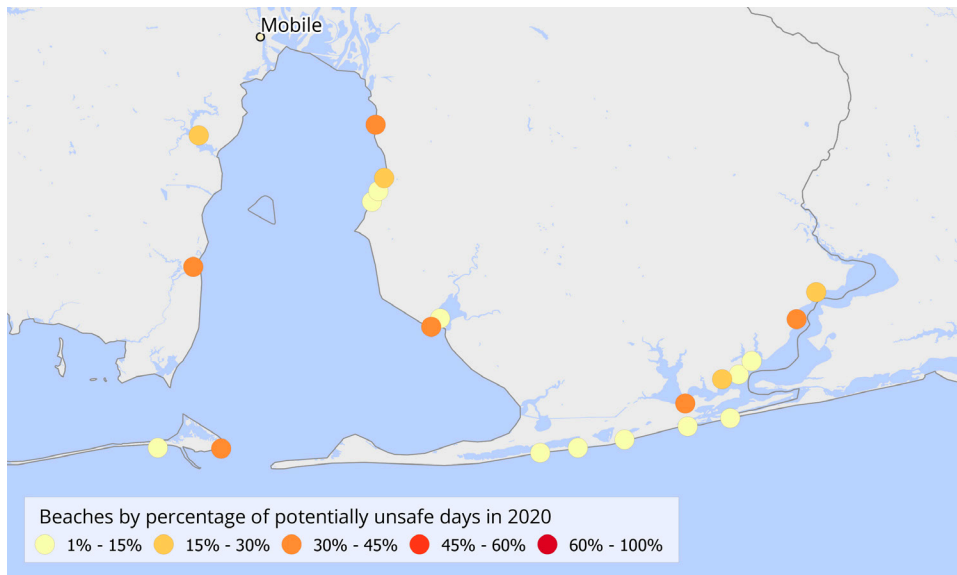 Mobile
Beaches by percentage of potentially unsafe days in 2020
1% - 15% 15% - 30% 30% - 45% 45% - 60% 60% - 100%